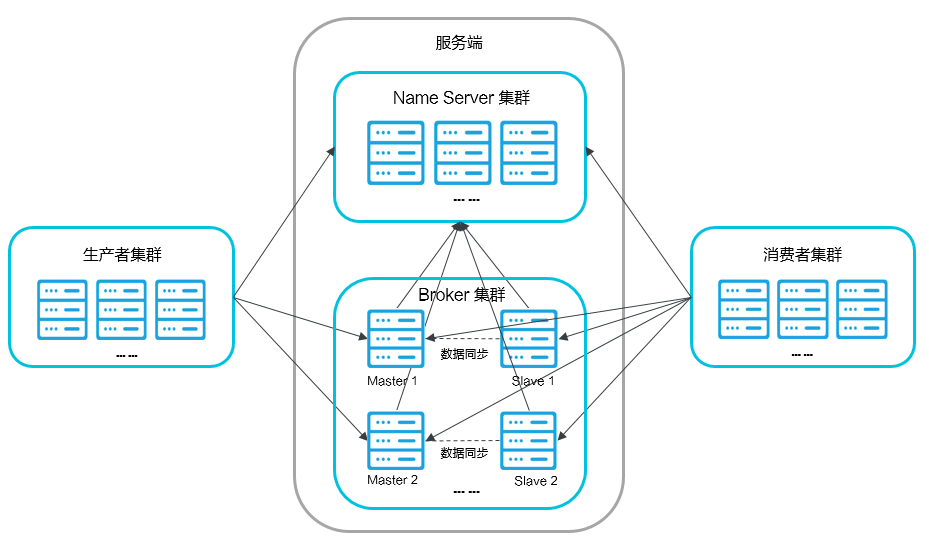 服务端
Name Server 集群
... ...
生产者集群
... ...
消费者集群
... ...
Broker 集群
数据同步
Master 1
Slave 1
数据同步
Master 2
Slave 2
... ...